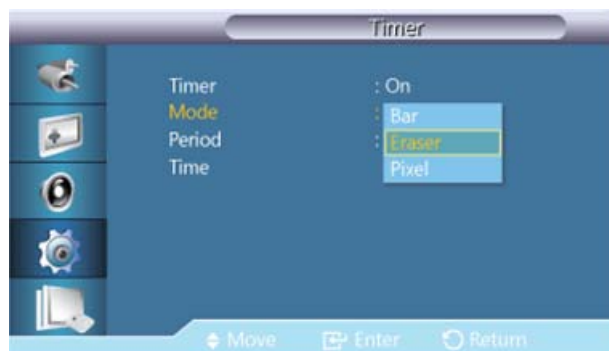 Timer
Timer : On
Mode : Bar
Period : Eraser
Time Pixel
Move Enter Return